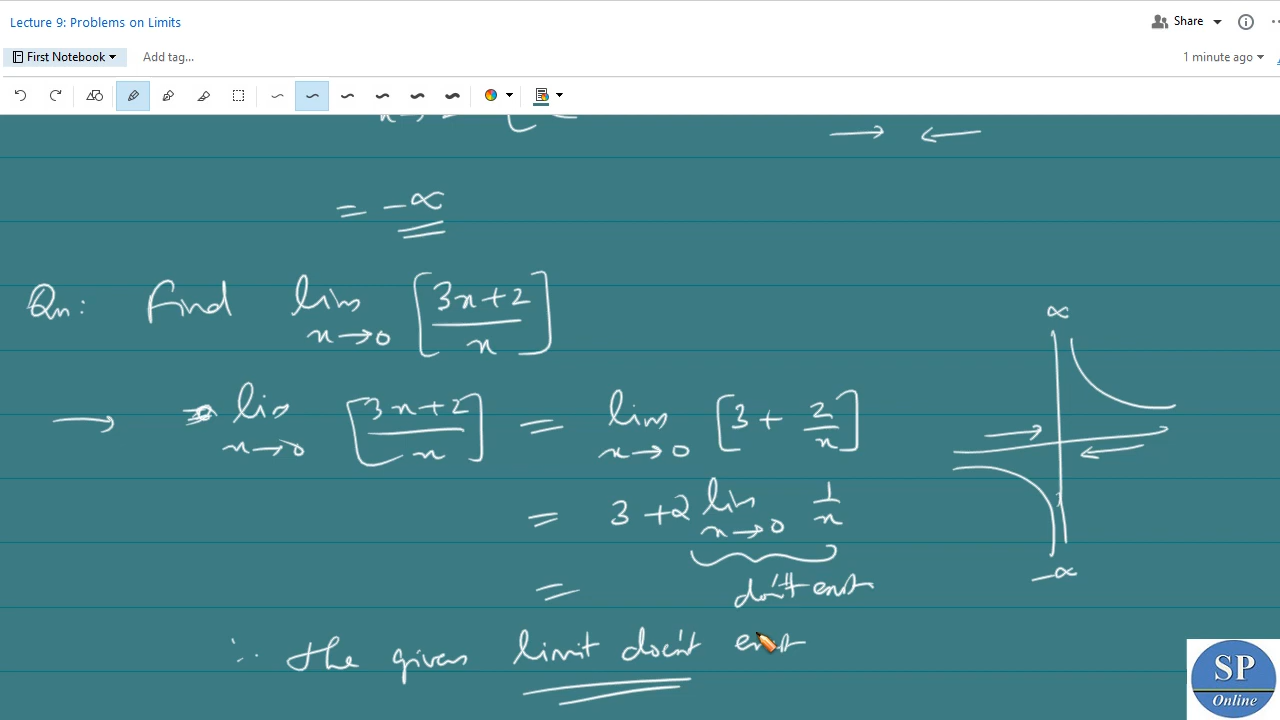 Lecture 9: Problems on Limits
Share
First Notebook
Add tag...
1 minute ago
= -∝
Qn: Find lim x→0 [3x+2/x]
∝
lim x→0 [3x+2/x] = lim x→0 [3 + 2/x]
= 3 + 2 lim x→0 1/x
-∝
= don't exist
∴ the given limit does'nt exist
SP
Online